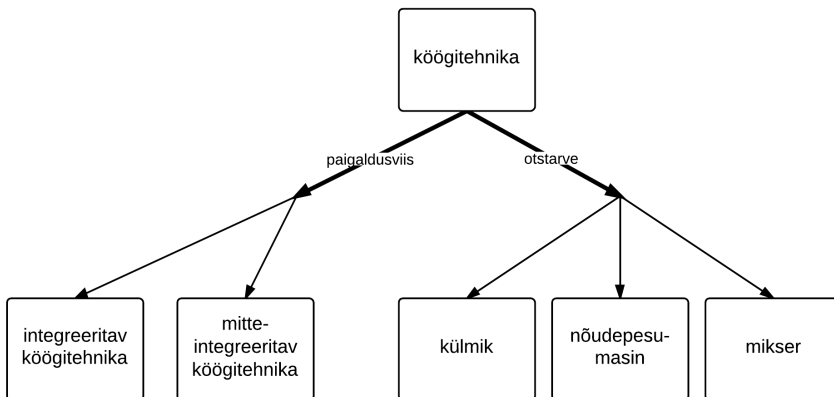 köögitehnika
paigaldusviis
otstarve
integreeritav
köögitehnika
mitte-
integreeritav
köögitehnika
külmik
nõudepesu-
masin
mikser